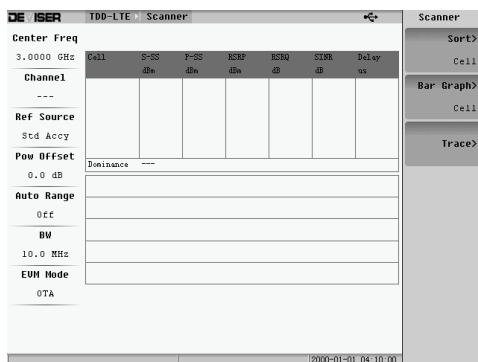 DEVISER TDD-LTE Scanner
Scanner
Center Freq
3.0000 GHz
Channel
---
Ref Source
Std Accy
Pow Offset
0.0 dB
Auto Range
Off
BW
10.0 MHz
EVM Mode
OTA
Cell S-SS P-SS RSRP RSRQ SINR Delay
dBm dBm dBm dB dB us
Dominance ---
Sort>
Cell
Bar Graph>
Cell
Trace>
2000-01-01 04:10:00